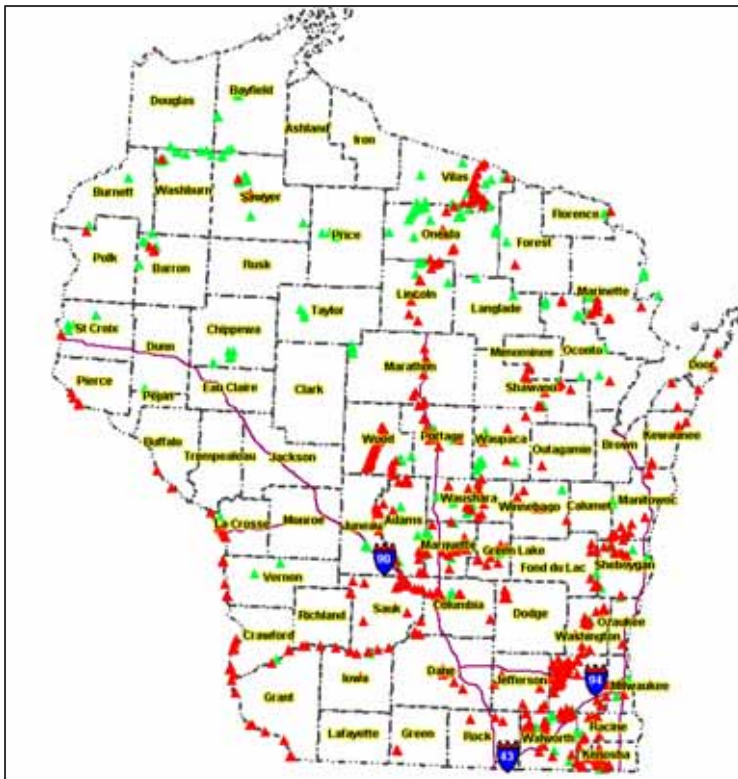 Douglas
Bayfield
Ashland
Iron
Vilas
Burnett
Washburn
Sawyer
Florence
Price
Oneida
Forest
Polk
Barron
Rusk
Marinette
Lincoln
Langlade
Taylor
St Croix
Chippewa
Dunn
Menominee
Oconto
Door
Marathon
Pierce
Eau Claire
Clark
Shawano
Pepin
Buffalo
Wood
Portage
Waupaca
Outagamie
Brown
Kewaunee
Trempealeau
Jackson
Waushara
Winnebago
Calumet
Manitowoc
La Crosse
Monroe
Juneau
Adams
Marquette
Green Lake
90
Fond du Lac
Sheboygan
Vernon
Richland
Sauk
Columbia
Dodge
Ozaukee
Crawford
Washington
Iowa
Dane
Jefferson
94
Milwaukee
Grant
Lafayette
Green
Rock
Walworth
Racine
43
Kenosha